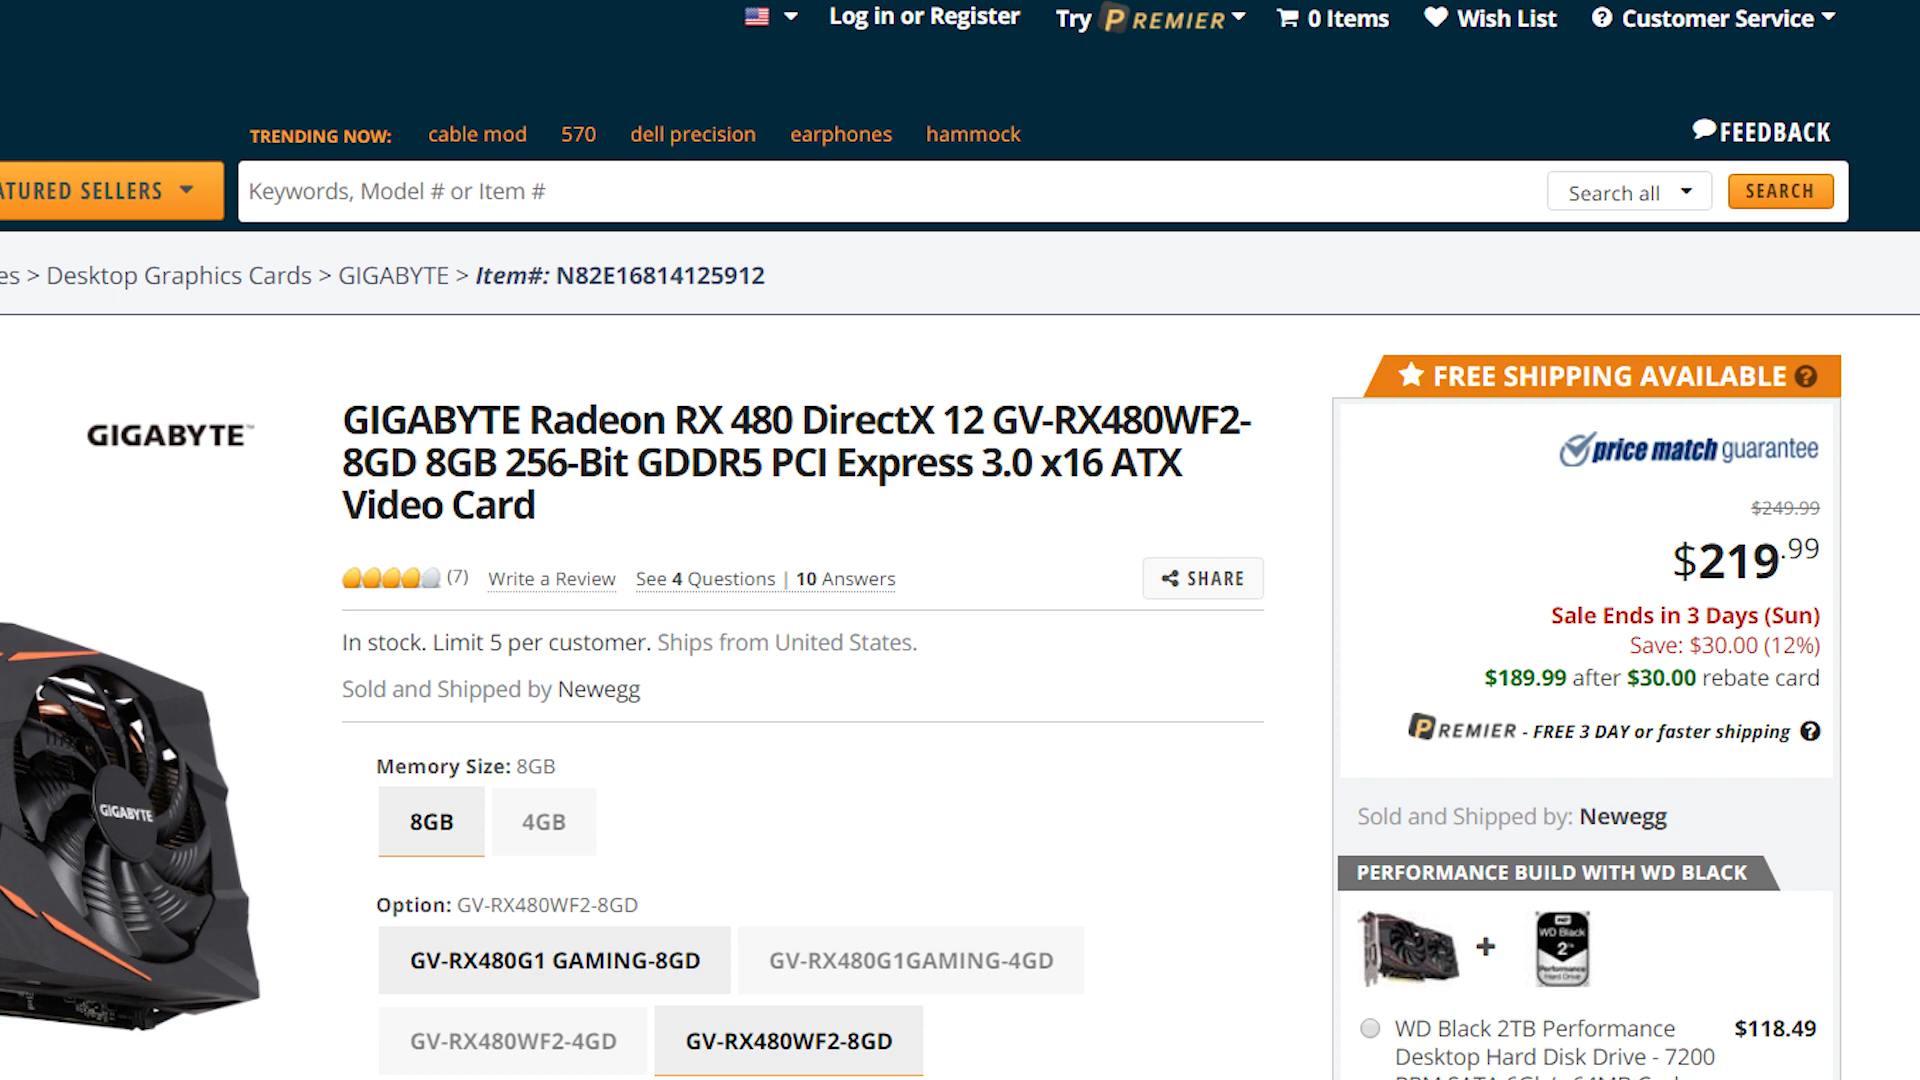 Log in or Register
Try PREMIER
0 Items
Wish List
Customer Service
TRENDING NOW: cable mod 570 dell precision earphones hammock
FEEDBACK
ATURED SELLERS
Keywords, Model # or Item #
Search all
SEARCH
es > Desktop Graphics Cards > GIGABYTE > Item#: N82E16814125912
FREE SHIPPING AVAILABLE
GIGABYTE™
GIGABYTE Radeon RX 480 DirectX 12 GV-RX480WF2-
8GD 8GB 256-Bit GDDR5 PCI Express 3.0 x16 ATX
Video Card
(7) Write a Review See 4 Questions | 10 Answers
SHARE
In stock. Limit 5 per customer. Ships from United States.
Sold and Shipped by Newegg
GIGABYTE
Memory Size: 8GB
8GB 4GB
Option: GV-RX480WF2-8GD
GV-RX480G1 GAMING-8GD GV-RX480G1GAMING-4GD
GV-RX480WF2-4GD GV-RX480WF2-8GD
price match guarantee
$249.99
$219.99
Sale Ends in 3 Days (Sun)
Save: $30.00 (12%)
$189.99 after $30.00 rebate card
PREMIER - FREE 3 DAY or faster shipping
Sold and Shipped by: Newegg
PERFORMANCE BUILD WITH WD BLACK
+
WD Black
2
Performance
Hard Drive
WD Black 2TB Performance $118.49
Desktop Hard Disk Drive - 7200